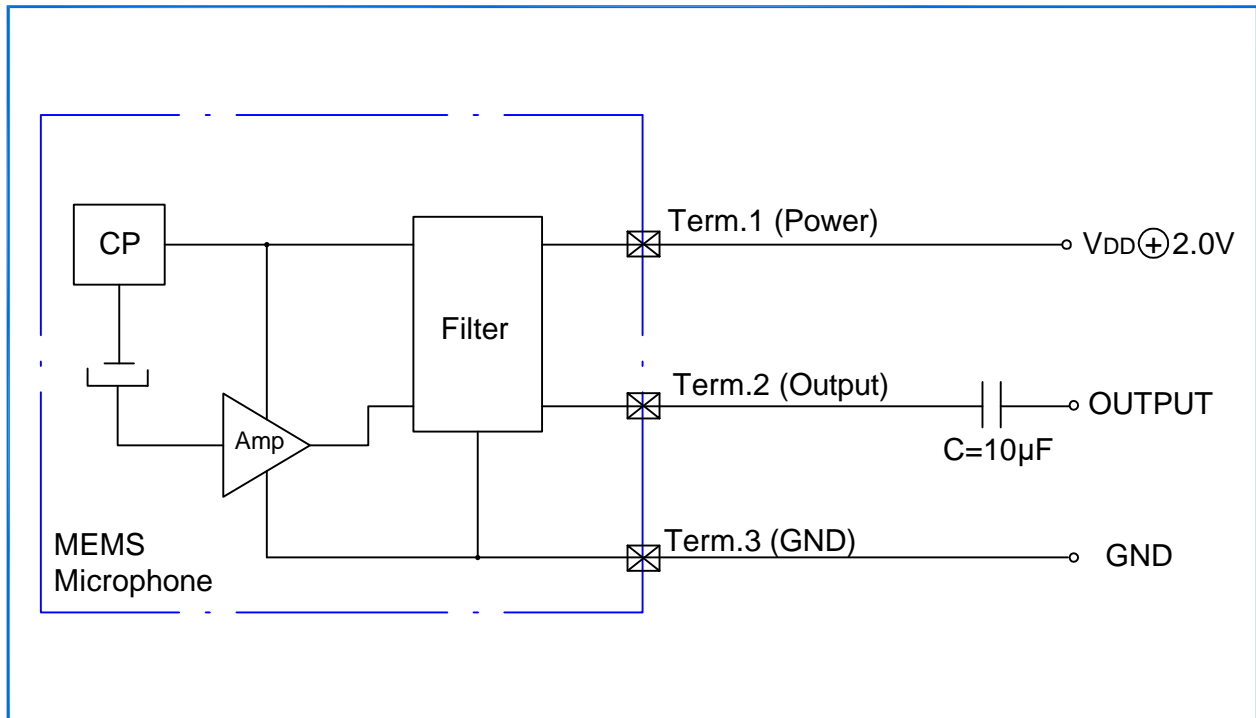 Term.1 (Power)
CP
VDD⊕2.0V
Filter
Term.2 (Output)
OUTPUT
Amp
C=10µF
MEMS
Microphone
Term.3 (GND)
GND